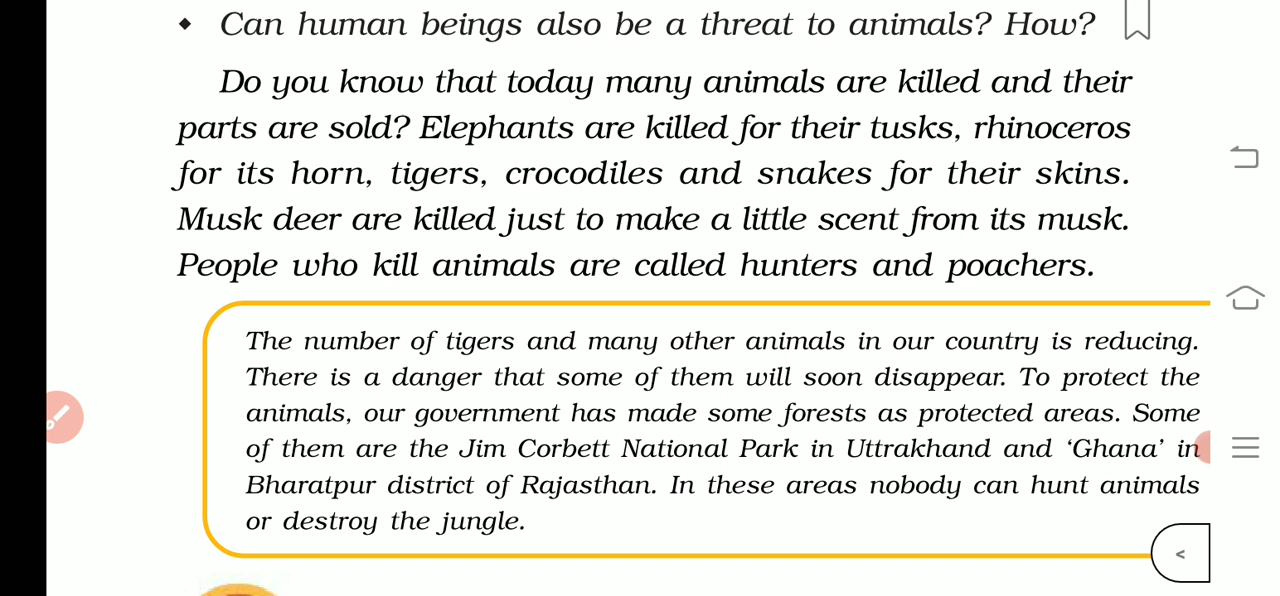 ◆ Can human beings also be a threat to animals? How?
Do you know that today many animals are killed and their
parts are sold? Elephants are killed for their tusks, rhinoceros
for its horn, tigers, crocodiles and snakes for their skins.
Musk deer are killed just to make a little scent from its musk.
People who kill animals are called hunters and poachers.
The number of tigers and many other animals in our country is reducing.
There is a danger that some of them will soon disappear. To protect the
animals, our government has made some forests as protected areas. Some
of them are the Jim Corbett National Park in Uttrakhand and ‘Ghana’ in
Bharatpur district of Rajasthan. In these areas nobody can hunt animals
or destroy the jungle.